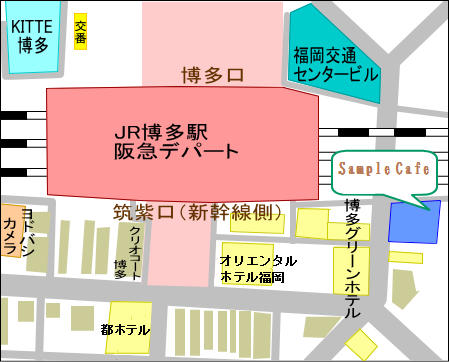 KITTE
博多
交番
博多口
福岡交通
センタービル
JR博多駅
阪急デパート
Sample Cafe
筑紫口(新幹線側)
ヨドバシ
カメラ
クリオコート
博多
オリエンタル
ホテル福岡
博多グリーンホテル
都ホテル